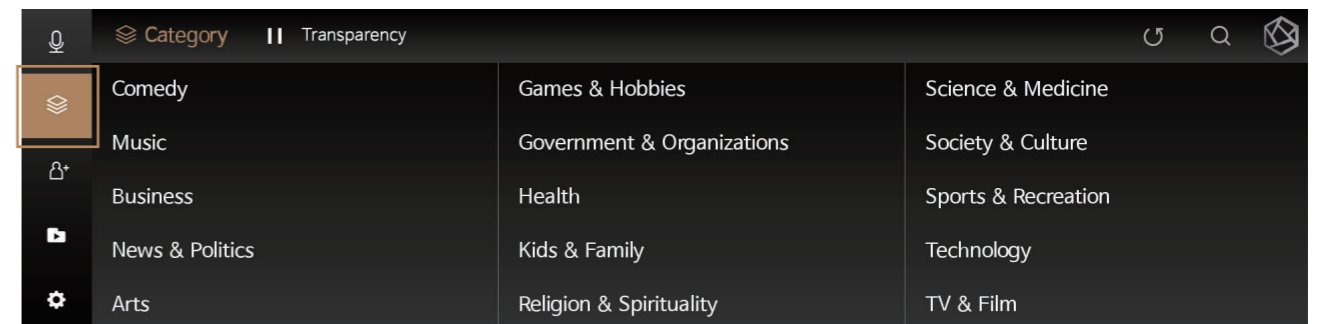 Category
Transparency
Comedy
Music
Business
News & Politics
Arts
Games & Hobbies
Government & Organizations
Health
Kids & Family
Religion & Spirituality
Science & Medicine
Society & Culture
Sports & Recreation
Technology
TV & Film